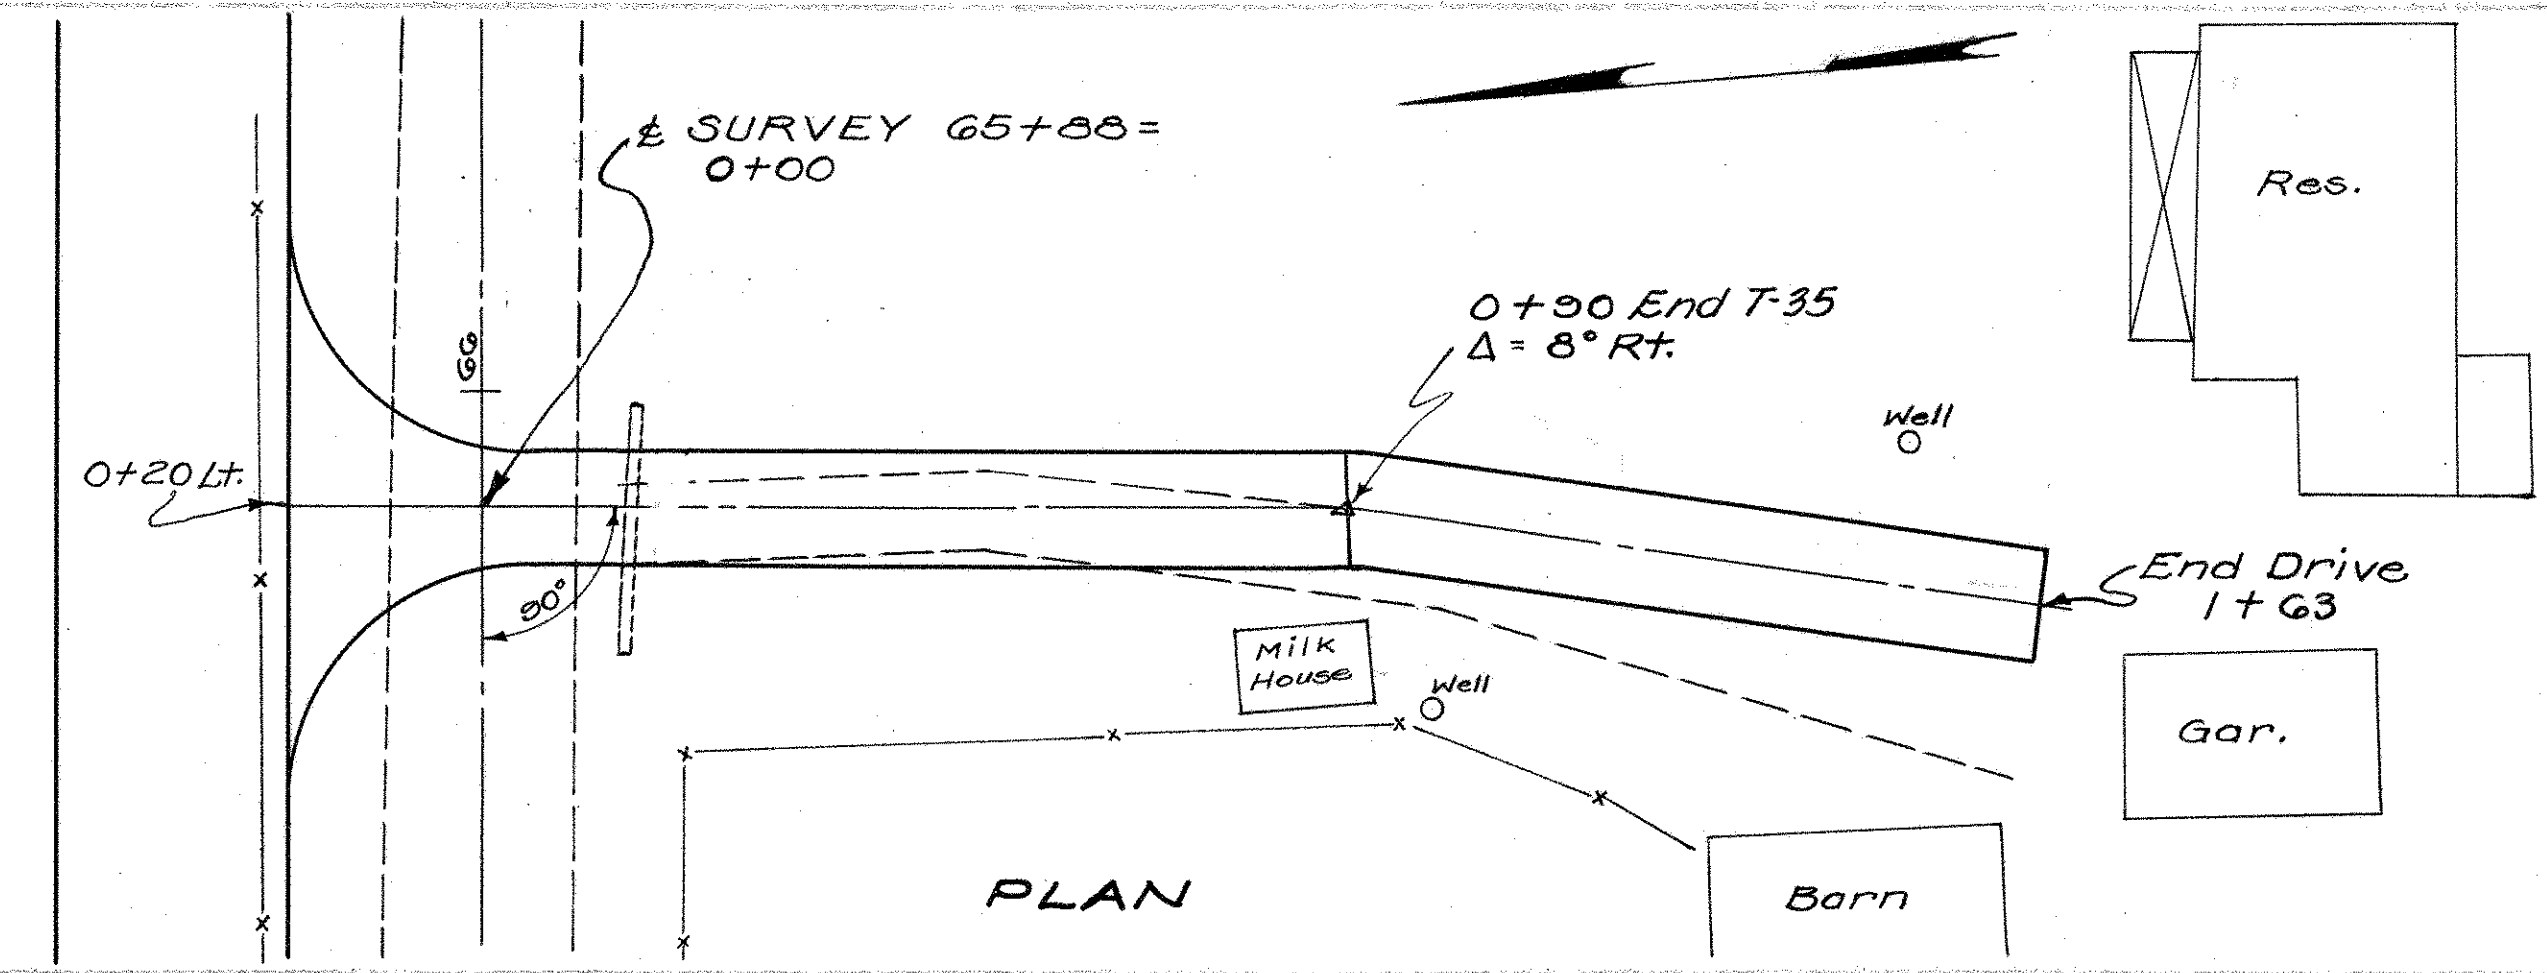 ℄ SURVEY 65+88=
0+00
Res.
66
0+90 End T-35
Δ = 8° Rt.
Well
0+20 Lt.
90°
End Drive
1+63
Milk
House
Well
Gar.
PLAN
Barn